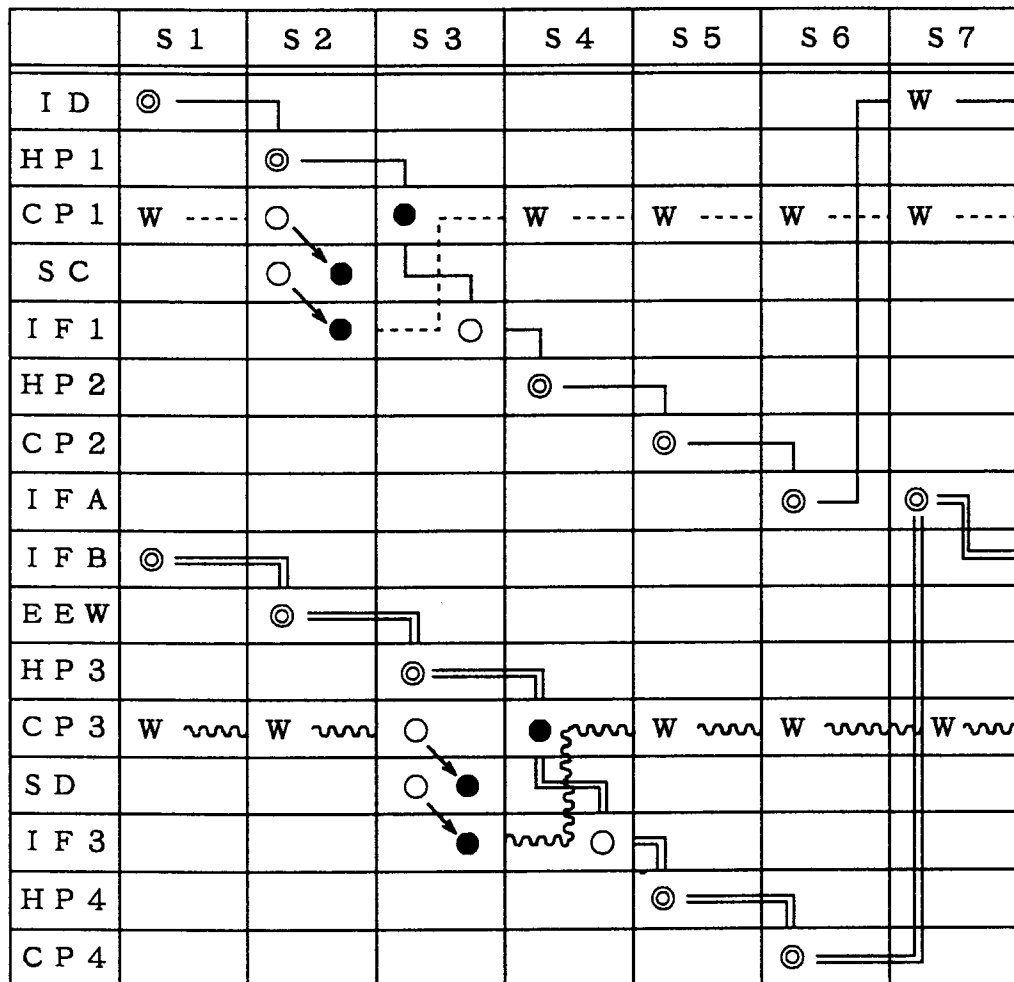 S 1 S 2 S 3 S 4 S 5 S 6 S 7
I D W
H P 1
C P 1 W W W W W
S C
I F 1
H P 2
C P 2
I F A
I F B
E E W
H P 3
C P 3 W W W W W
S D
I F 3
H P 4
C P 4